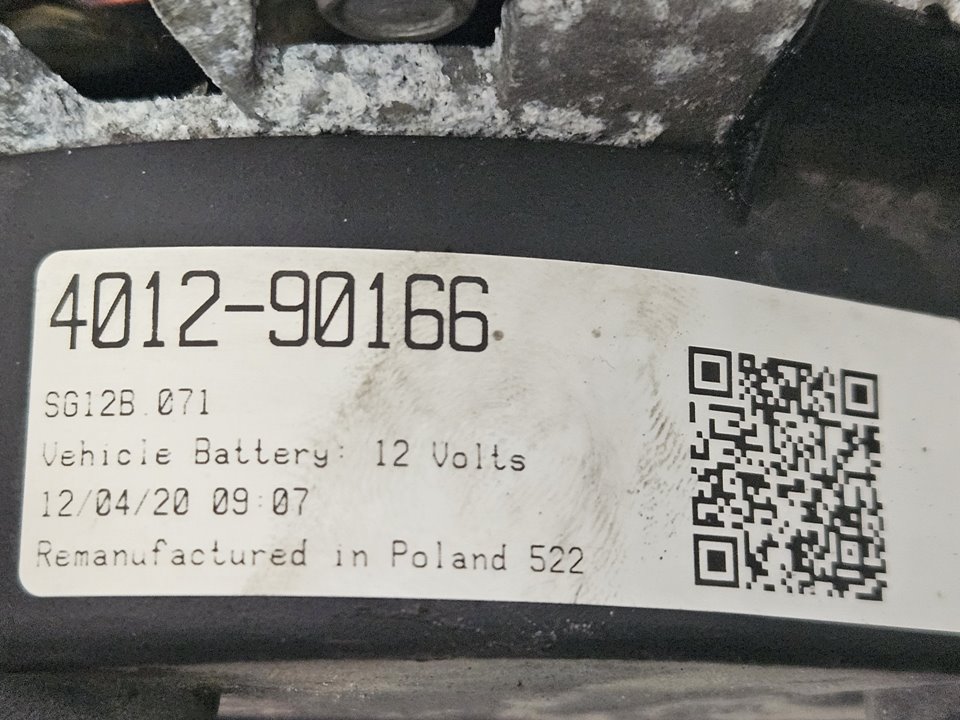 4012-90166
SG12B 071
Vehicle Battery: 12 Volts
12/04/20 09:07
Remanufactured in Poland 522